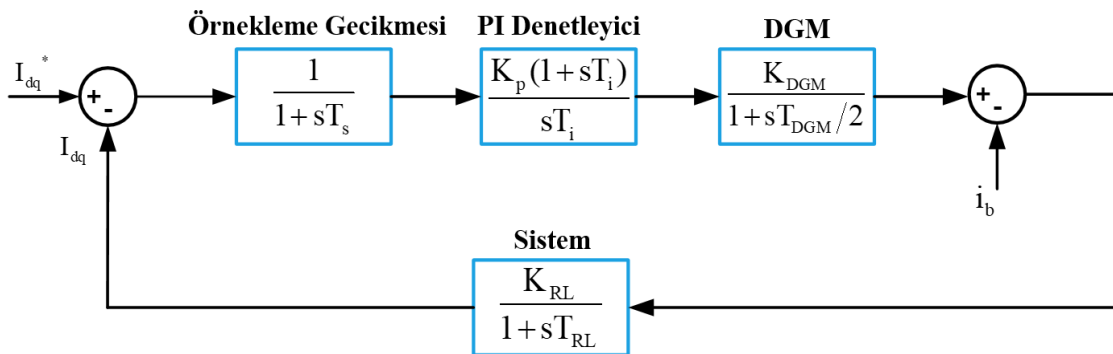 Örnekleme Gecikmesi
PI Denetleyici
DGM
I_dq^*
+
-
1 / (1+sT_s)
K_p(1+sT_i) / sT_i
K_DGM / (1+sT_DGM/2)
+
-
I_dq
i_b
Sistem
K_RL / (1+sT_RL)